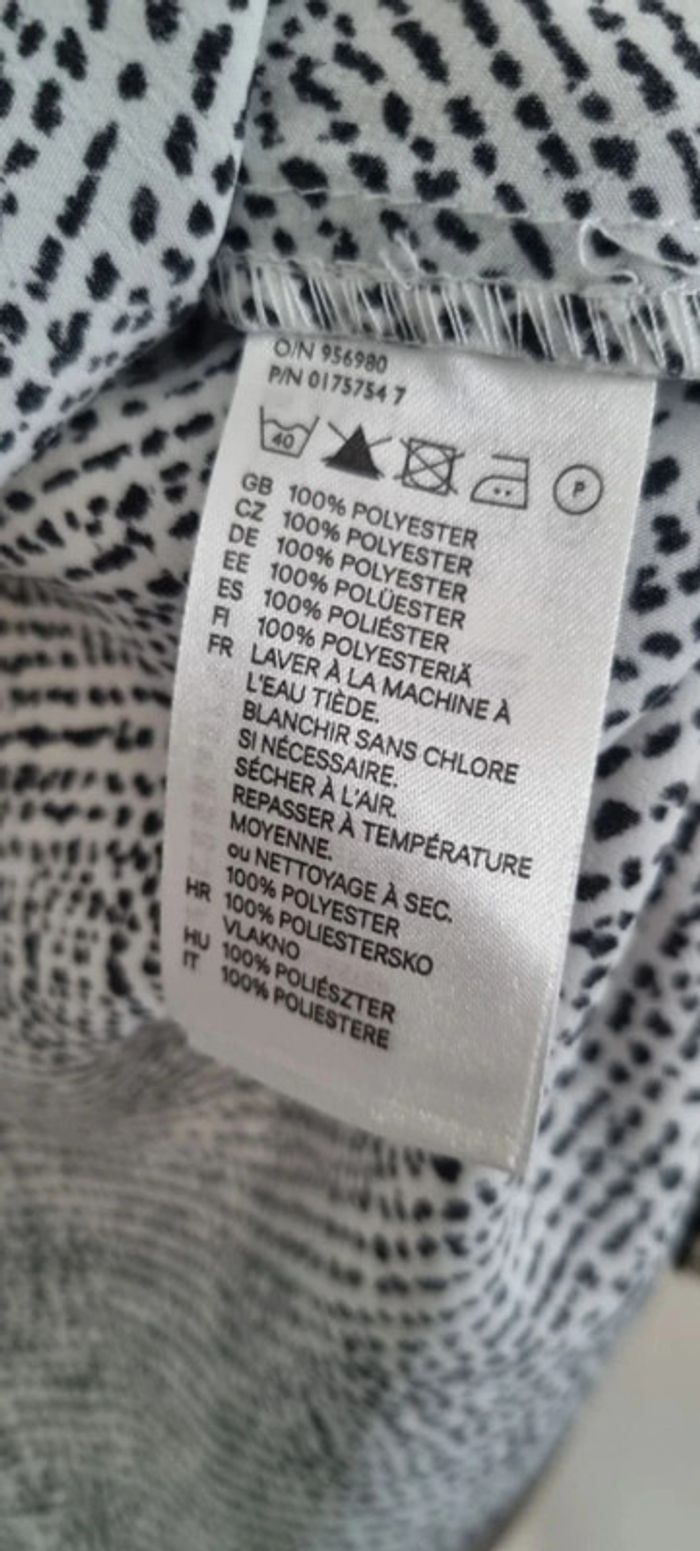 O/N 956980
P/N 0175754 7
40 P
GB 100% POLYESTER
CZ 100% POLYESTER
DE 100% POLYESTER
EE 100% POLÜESTER
ES 100% POLIÉSTER
FI 100% POLYESTERIÄ
FR LAVER À LA MACHINE À
L'EAU TIÈDE.
BLANCHIR SANS CHLORE
SI NÉCESSAIRE.
SÉCHER À L'AIR.
REPASSER À TEMPÉRATURE
MOYENNE.
ou NETTOYAGE À SEC.
100% POLYESTER
HR 100% POLIESTERSKO
VLAKNO
HU 100% POLIÉSZTER
IT 100% POLIESTERE